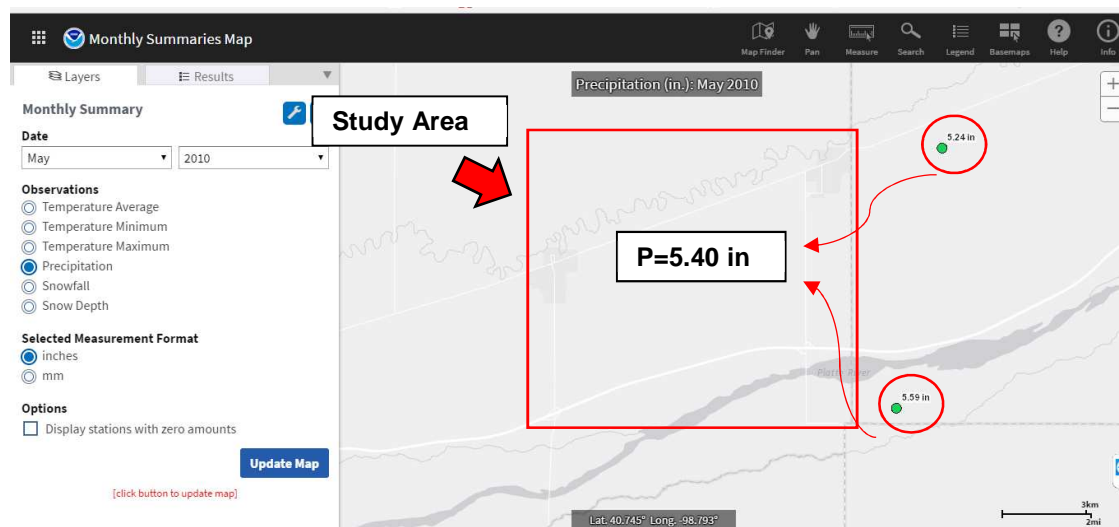 Monthly Summaries Map
Map Finder
Pan
Measure
Search
Legend
Basemaps
Help
Info
Layers
Results
Precipitation (in.): May 2010
Monthly Summary
Study Area
Date
May
2010
Observations
Temperature Average
Temperature Minimum
Temperature Maximum
Precipitation
Snowfall
Snow Depth
Selected Measurement Format
inches
mm
Options
Display stations with zero amounts
Update Map
[click button to update map]
5.24 in
P=5.40 in
Platte River
5.59 in
3km
2mi
Lat. 40.745° Long. -98.793°